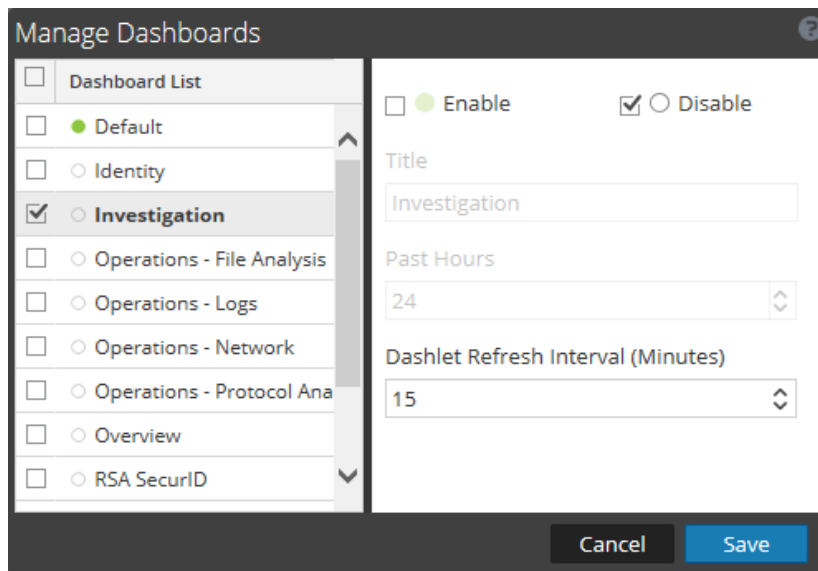 Manage Dashboards
Dashboard List
Default
Identity
Investigation
Operations - File Analysis
Operations - Logs
Operations - Network
Operations - Protocol Ana
Overview
RSA SecurID
Enable
Disable
Title
Investigation
Past Hours
24
Dashlet Refresh Interval (Minutes)
15
Cancel
Save